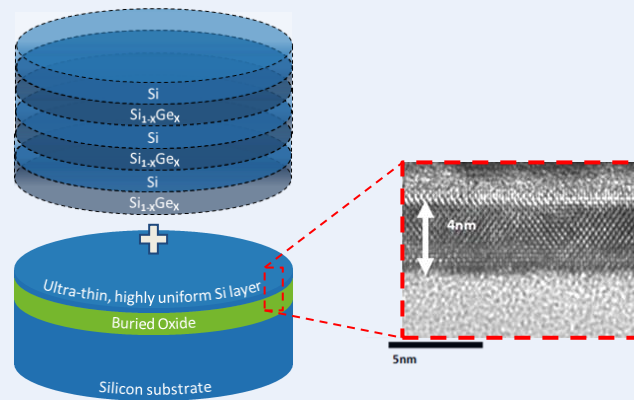 Si
Si1-xGex
Si
Si1-xGex
Si
Si1-xGex
4nm
Ultra-thin, highly uniform Si layer
Buried Oxide
5nm
Silicon substrate